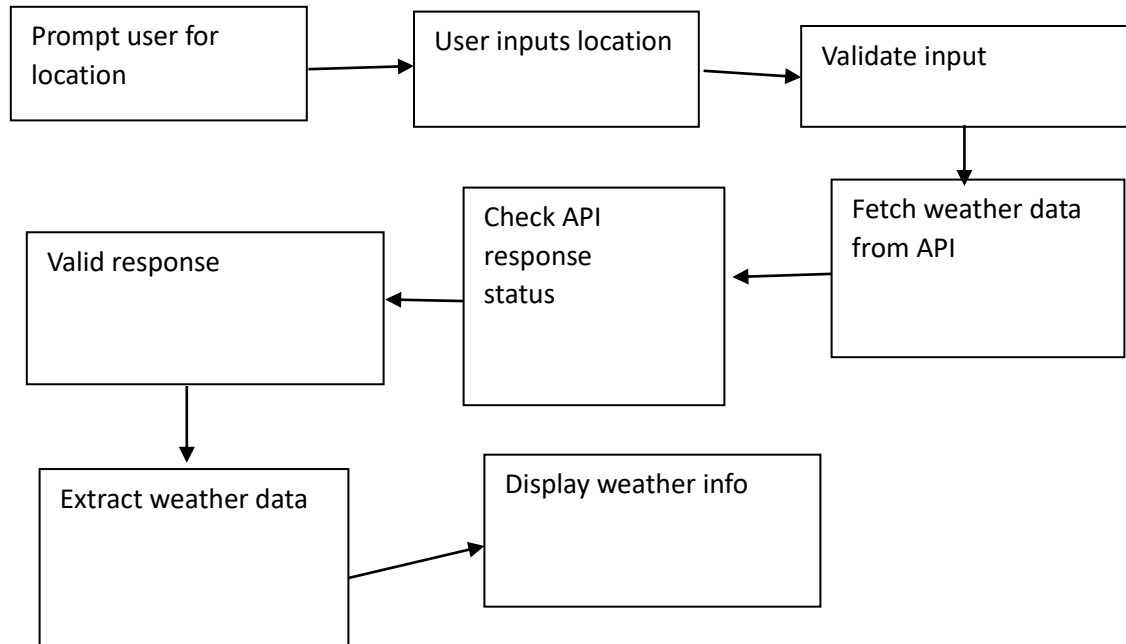 Prompt user for
location
User inputs location
Validate input
Fetch weather data
from API
Check API
response
status
Valid response
Extract weather data
Display weather info